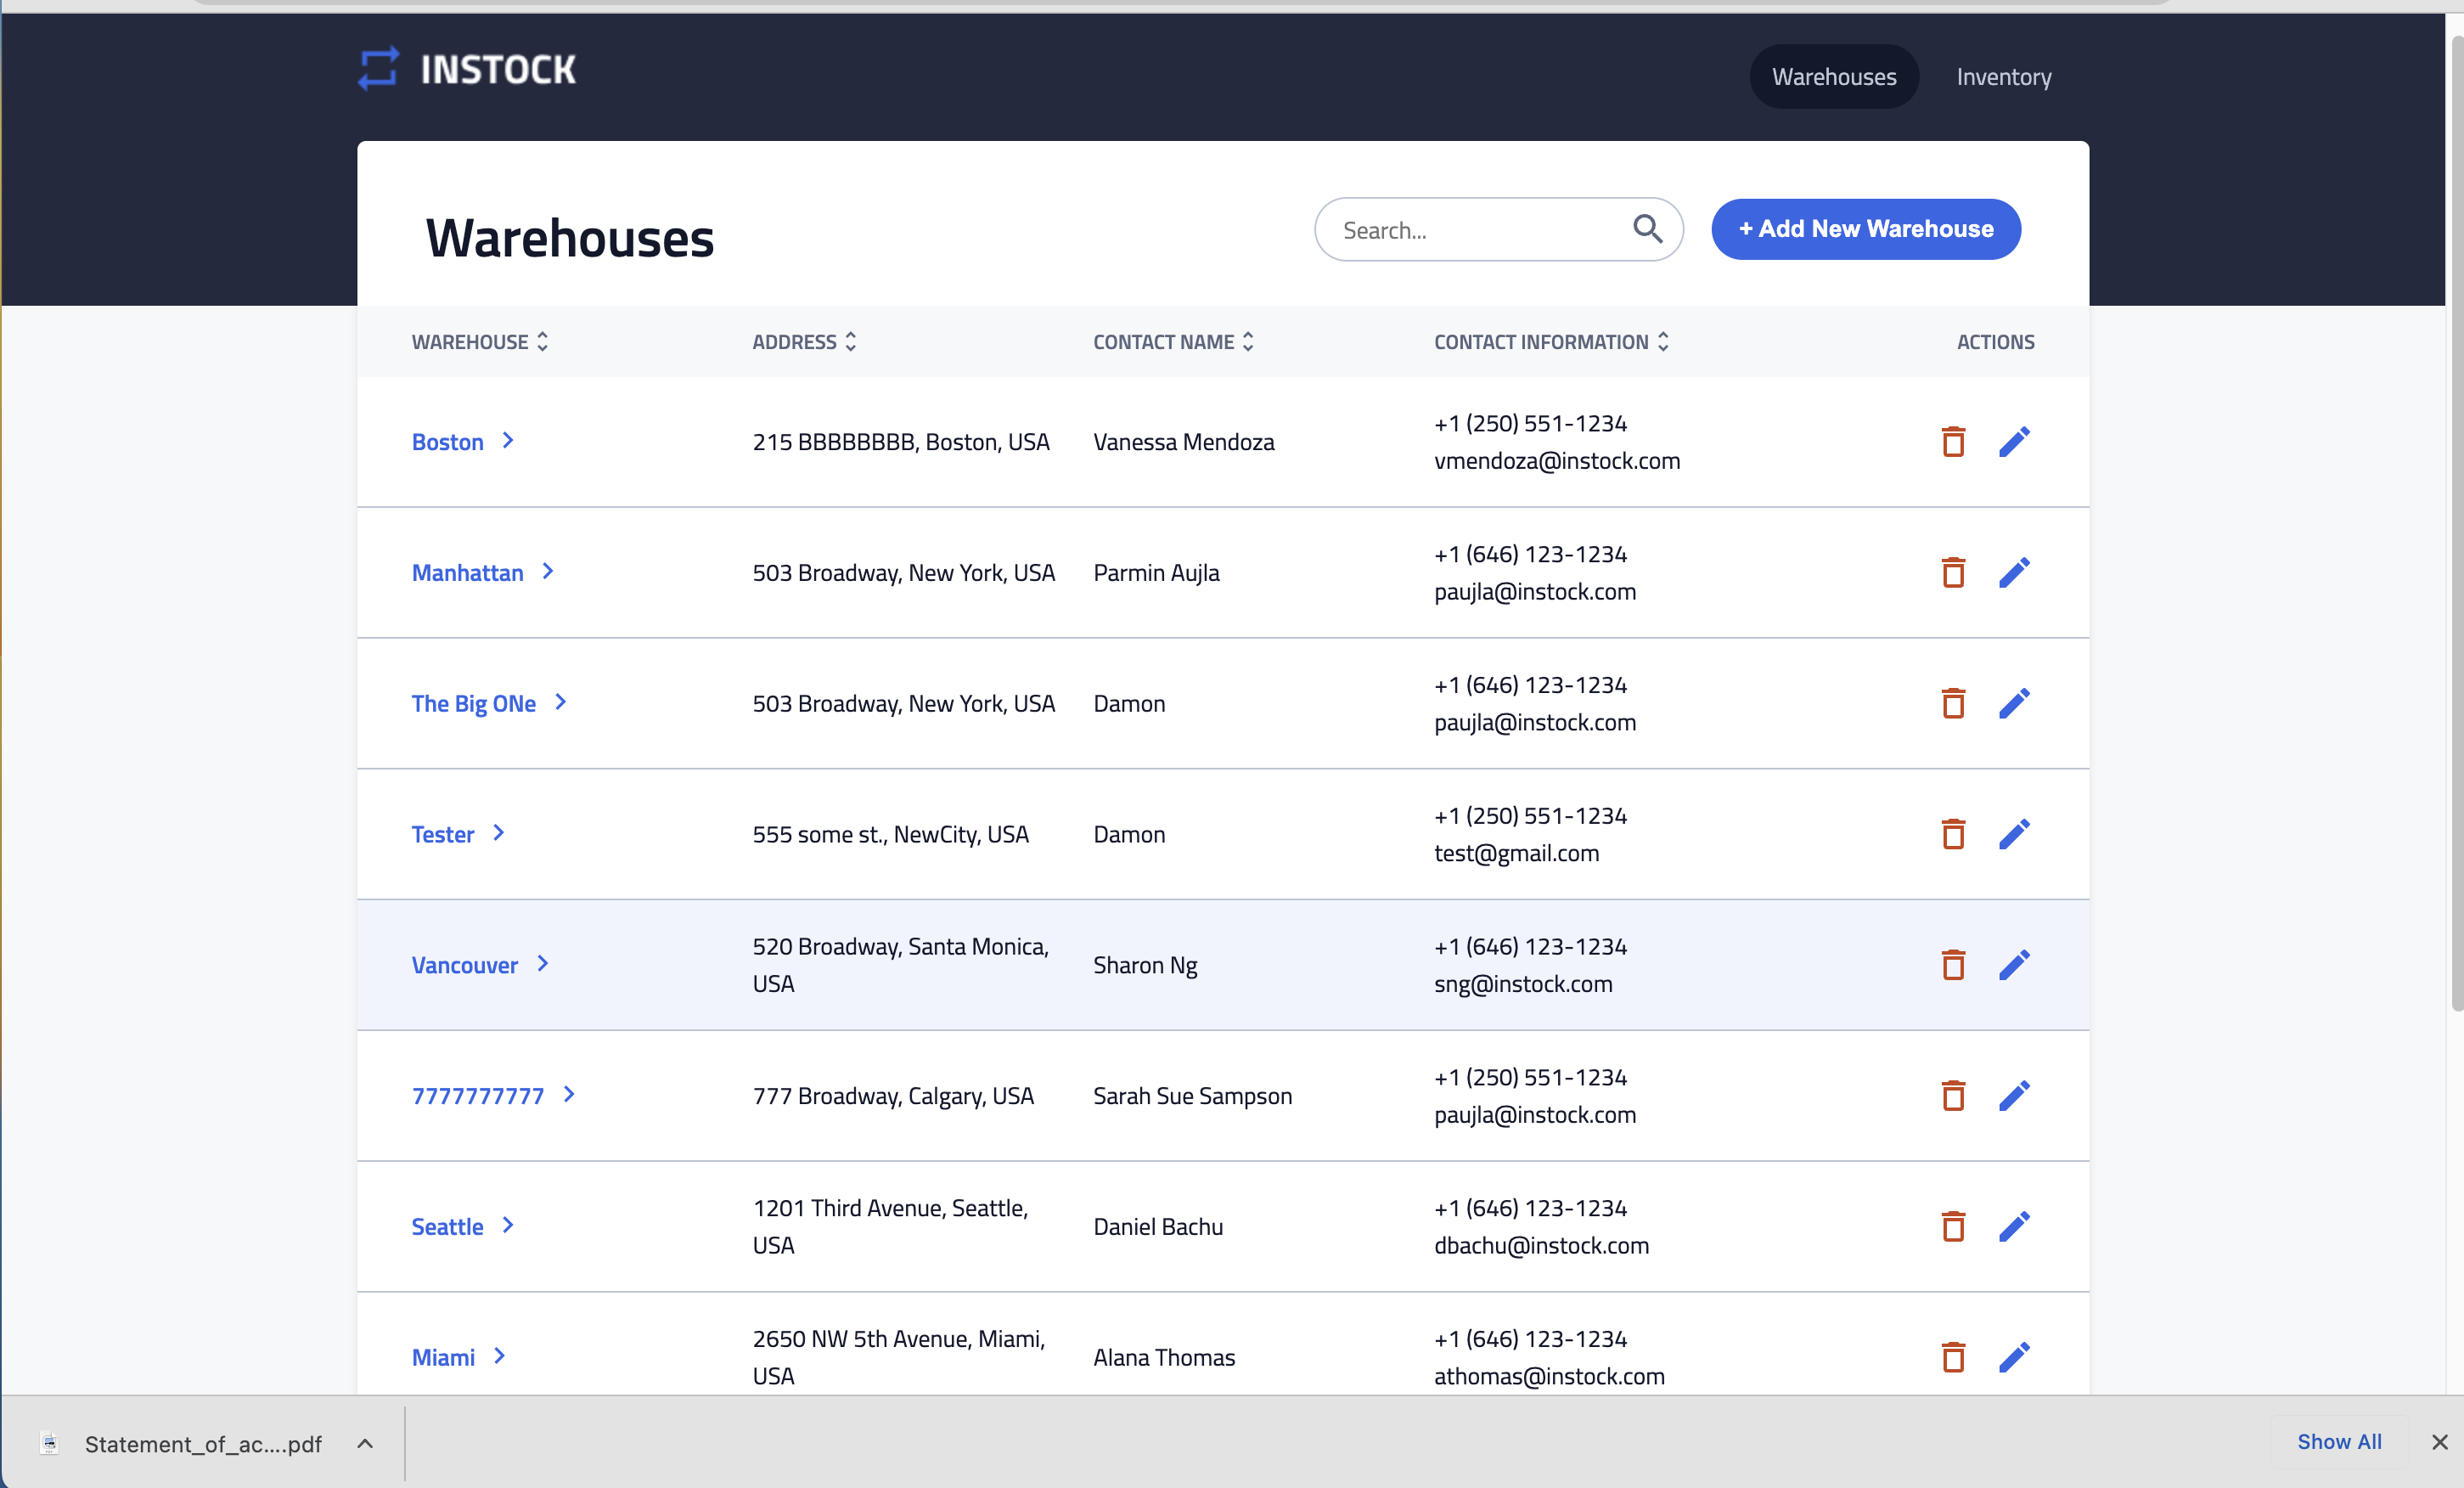 INSTOCK
Warehouses Inventory
Warehouses
Search...
+ Add New Warehouse
WAREHOUSE ADDRESS CONTACT NAME CONTACT INFORMATION ACTIONS
Boston 215 BBBBBBBB, Boston, USA Vanessa Mendoza
+1 (250) 551-1234
vmendoza@instock.com
Manhattan 503 Broadway, New York, USA Parmin Aujla
+1 (646) 123-1234
paujla@instock.com
The Big ONe 503 Broadway, New York, USA Damon
+1 (646) 123-1234
paujla@instock.com
Tester 555 some st., NewCity, USA Damon
+1 (250) 551-1234
test@gmail.com
Vancouver
520 Broadway, Santa Monica,
USA
Sharon Ng
+1 (646) 123-1234
sng@instock.com
7777777777 777 Broadway, Calgary, USA Sarah Sue Sampson
+1 (250) 551-1234
paujla@instock.com
Seattle
1201 Third Avenue, Seattle,
USA
Daniel Bachu
+1 (646) 123-1234
dbachu@instock.com
Miami
2650 NW 5th Avenue, Miami,
USA
Alana Thomas
+1 (646) 123-1234
athomas@instock.com
Statement_of_ac....pdf Show All